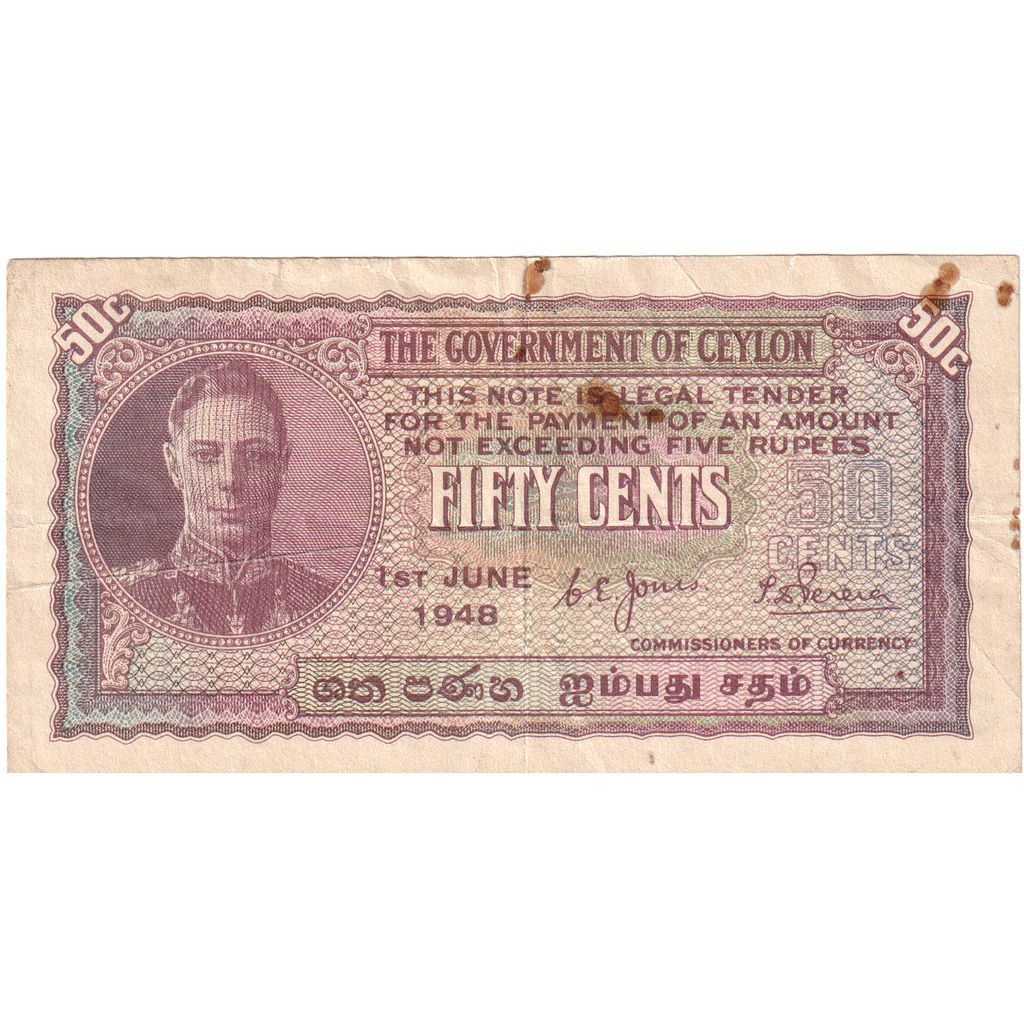 50c
50c
THE GOVERNMENT OF CEYLON
THIS NOTE IS LEGAL TENDER
FOR THE PAYMENT OF AN AMOUNT
NOT EXCEEDING FIVE RUPEES
FIFTY CENTS
50
CENTS
1ST JUNE
1948
C.E. Jones.
COMMISSIONERS OF CURRENCY
ශත පණහ ஐம்பது சதம்